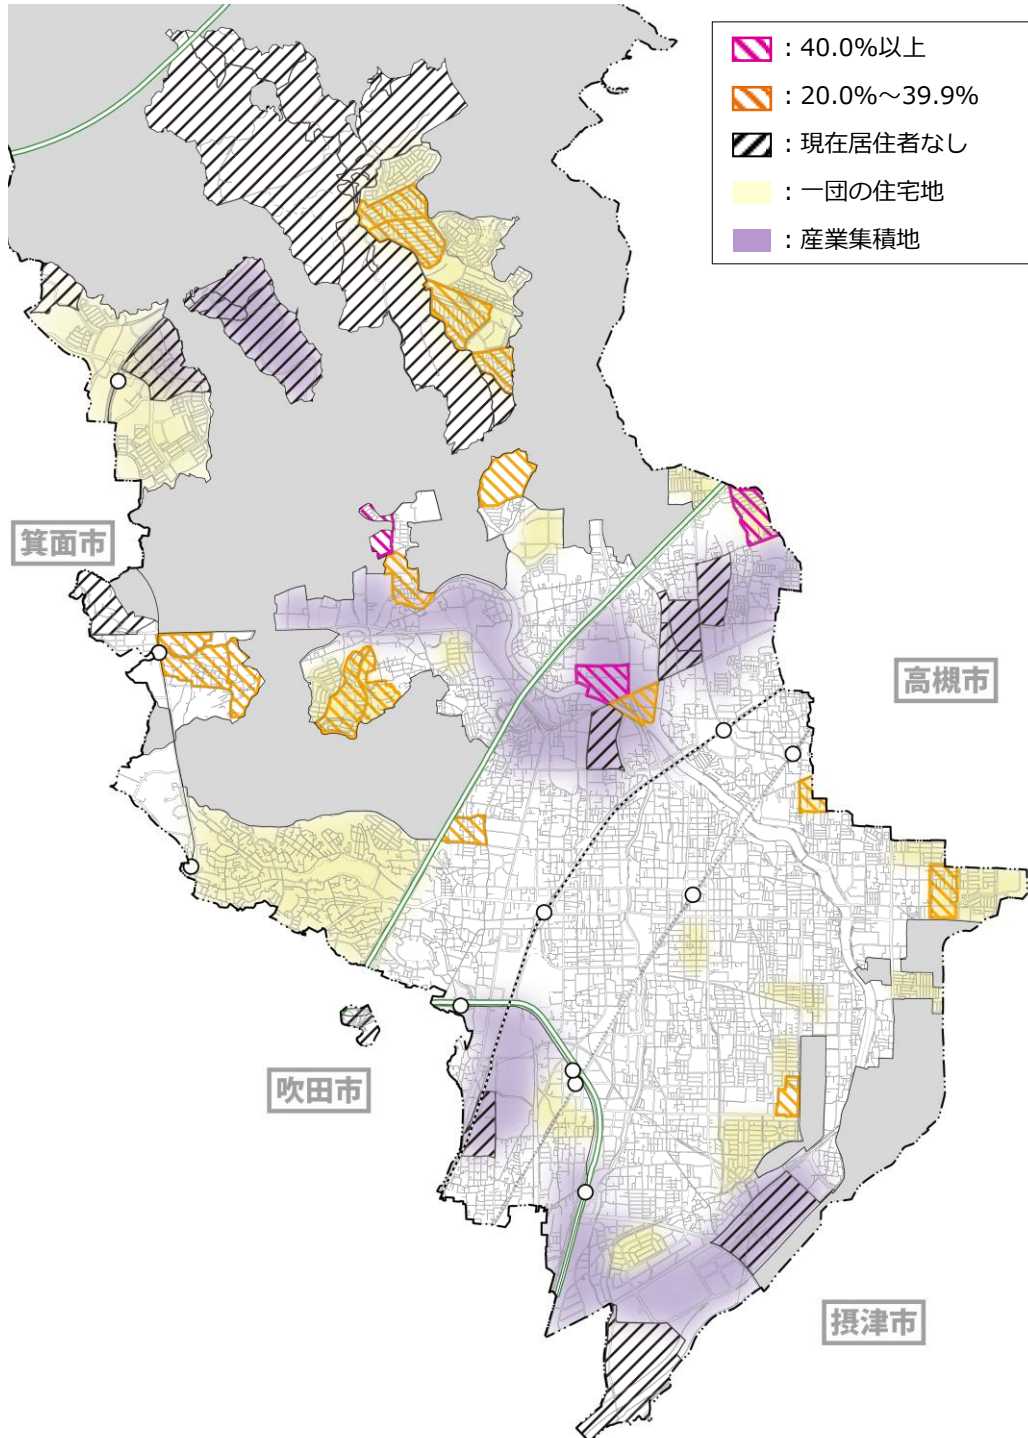 ：40.0%以上
：20.0%～39.9%
：現在居住者なし
：一団の住宅地
：産業集積地
箕面市
高槻市
吹田市
摂津市